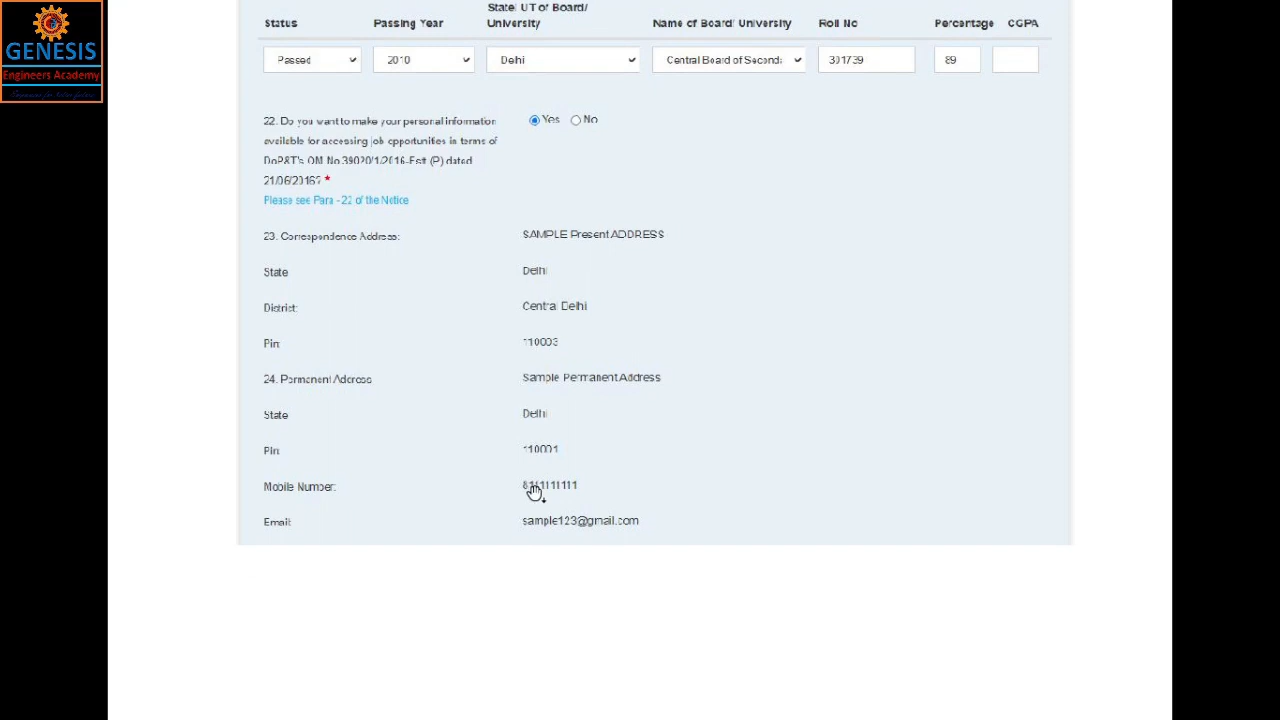 GENESIS
Engineers Academy
State/ UT of Board/
Status Passing Year University Name of Board/ University Roll No Percentage CGPA
Passed 2010 Delhi Central Board of Seconda 301739 89
22. Do you want to make your personal information Yes No
available for accessing job opportunities in terms of
DoP&T's OM No.39020/1/2016-Estt (P) dated
21/06/2016? *
Please see Para -22 of the Notice
23. Correspondence Address: SAMPLE Present ADDRESS
State Delhi
District: Central Delhi
Pin: 110003
24. Permanent Address Sample Permanent Address
State Delhi
Pin: 110001
Mobile Number: 8111111111
Email: sample123@gmail.com